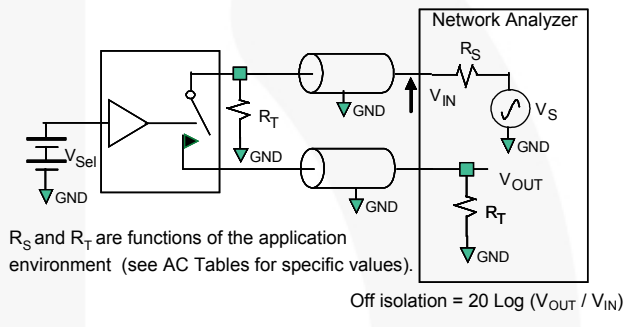 Network Analyzer
RS
VIN
VS
GND
GND
RT
GND
VSel
GND
GND
VOUT
RT
GND
RS and RT are functions of the application
environment (see AC Tables for specific values).
Off isolation = 20 Log (VOUT / VIN)